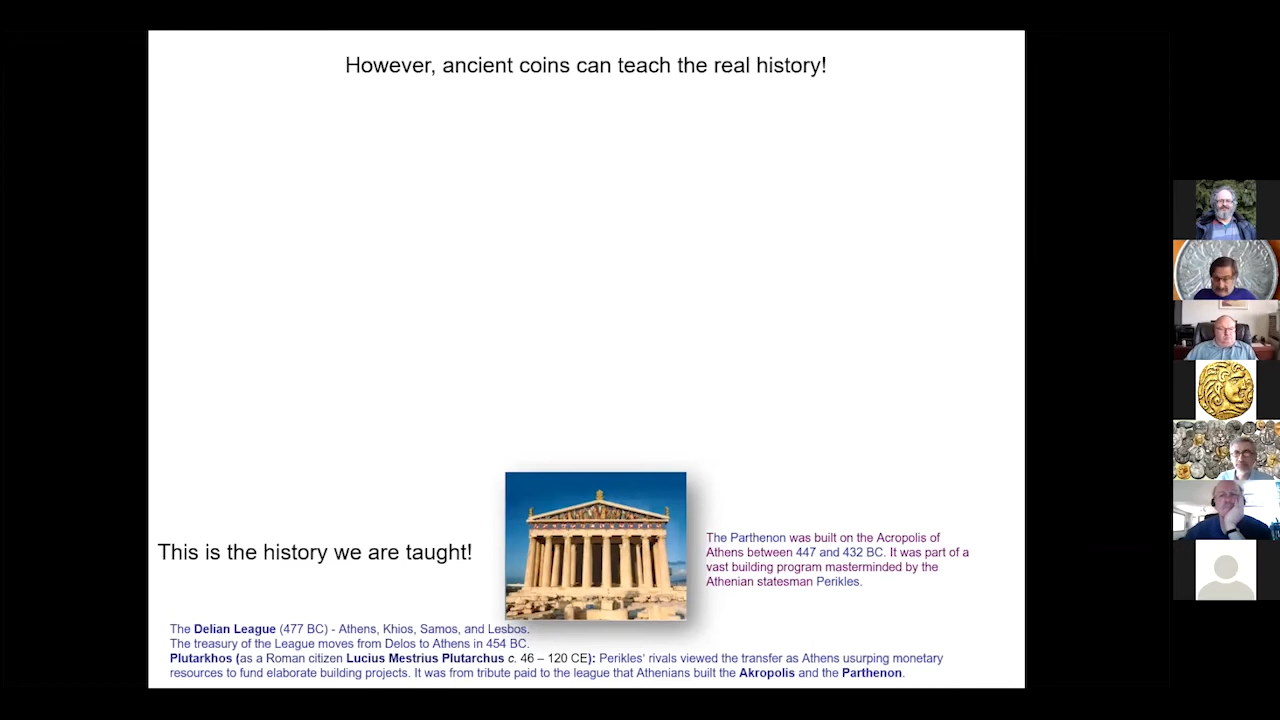 However, ancient coins can teach the real history!
This is the history we are taught!
The Parthenon was built on the Acropolis of
Athens between 447 and 432 BC. It was part of a
vast building program masterminded by the
Athenian statesman Perikles.
The Delian League (477 BC) - Athens, Khios, Samos, and Lesbos.
The treasury of the League moves from Delos to Athens in 454 BC.
Plutarkhos (as a Roman citizen Lucius Mestrius Plutarchus c. 46 – 120 CE): Perikles' rivals viewed the transfer as Athens usurping monetary
resources to fund elaborate building projects. It was from tribute paid to the league that Athenians built the Akropolis and the Parthenon.